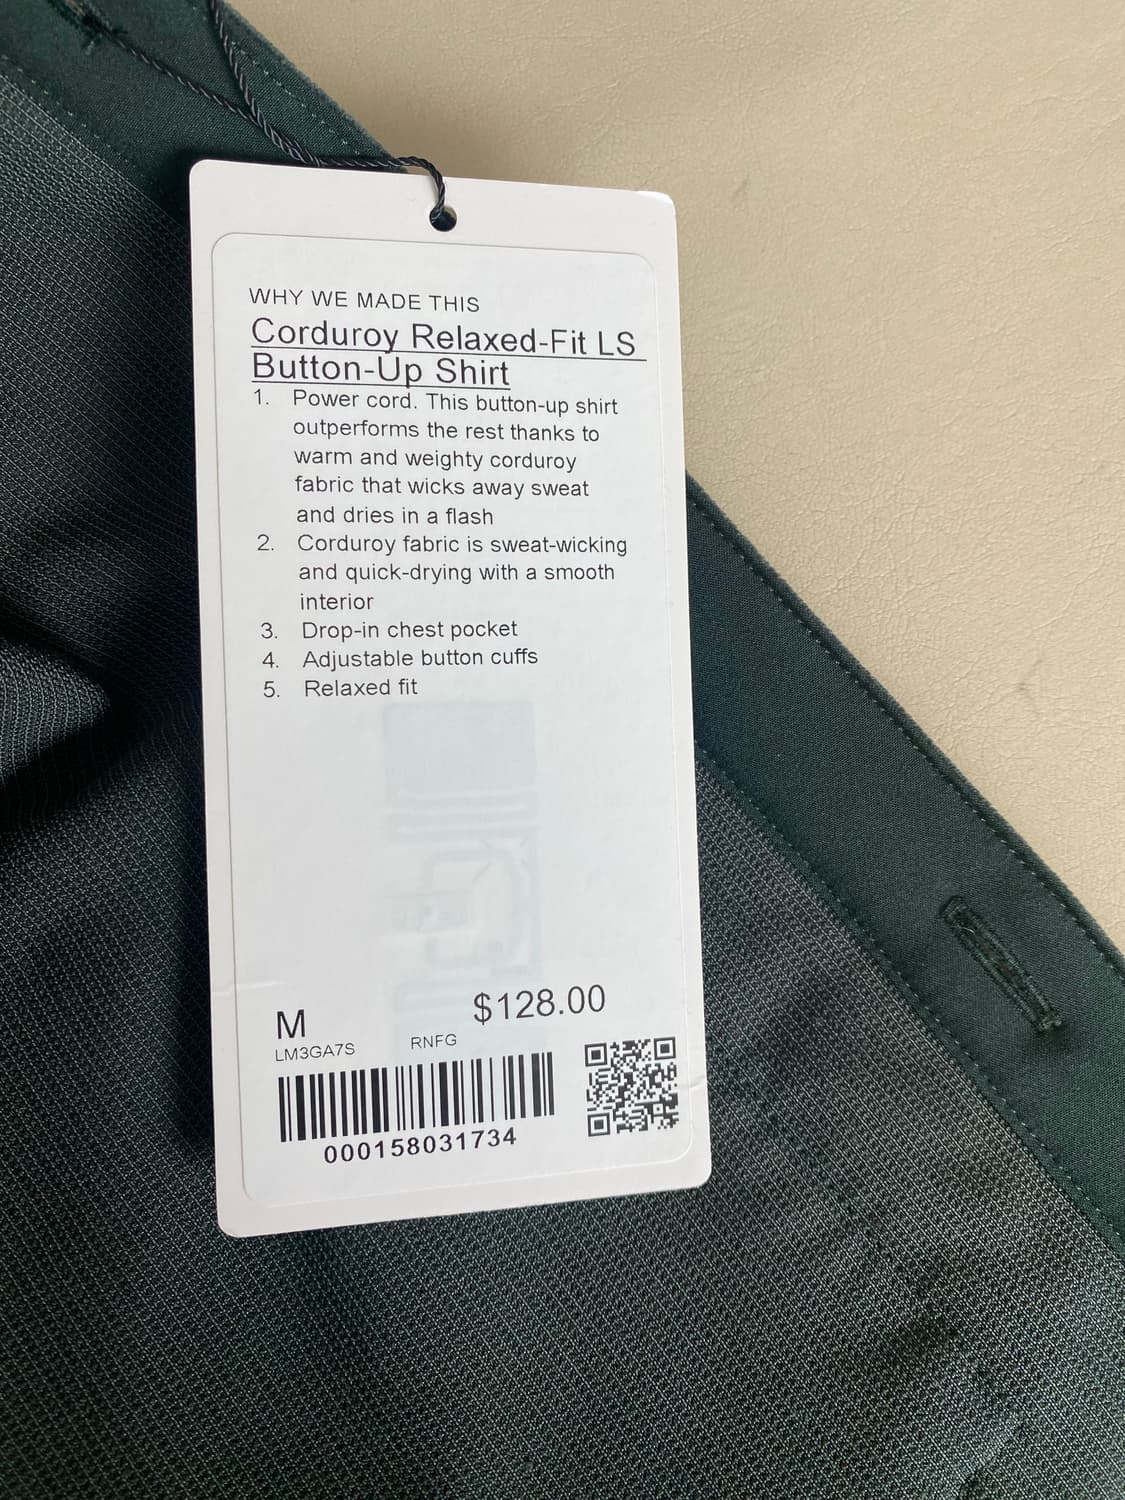 WHY WE MADE THIS
Corduroy Relaxed-Fit LS
Button-Up Shirt
1. Power cord. This button-up shirt
outperforms the rest thanks to
warm and weighty corduroy
fabric that wicks away sweat
and dries in a flash
2. Corduroy fabric is sweat-wicking
and quick-drying with a smooth
interior
3. Drop-in chest pocket
4. Adjustable button cuffs
5. Relaxed fit
M $128.00
LM3GA7S RNFG
000158031734